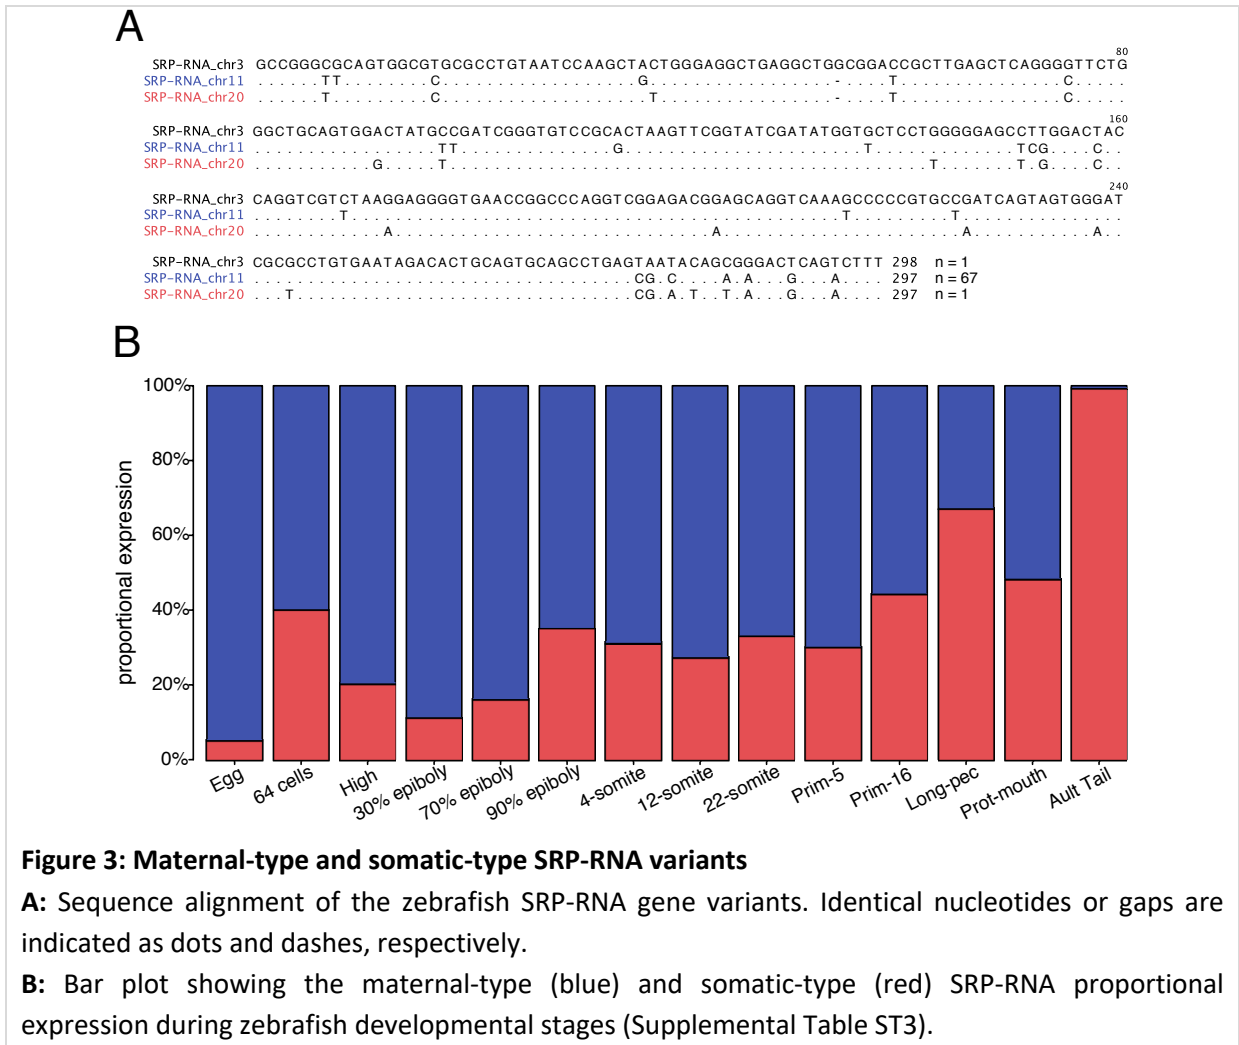 A
80
SRP-RNA_chr3 GCCGGGCGCAGTGGCGTGCGCCTGTAATCCAAGCTACTGGGAGGCTGAGGCTGGCGGACCGCTTGAGCTCAGGGGTTCTG
SRP-RNA_chr11 ......TT........C..................G.................-....T...............C.....
SRP-RNA_chr20 ......T.........C...................T................-....T...............C.....
160
SRP-RNA_chr3 GGCTGCAGTGGACTATGCCGATCGGGTGTCCGCACTAAGTTCGGTATCGATATGGTGCTCCTGGGGGAGCCTTGGACTAC
SRP-RNA_chr11 .................TT..............G......................T.............TCG....C..
SRP-RNA_chr20 ...........G.....T............................................T.......T.G....C..
240
SRP-RNA_chr3 CAGGTCGTCTAAGGAGGGGTGAACCGGCCCAGGTCGGAGACGGAGCAGGTCAAAGCCCCCGTGCCGATCAGTAGTGGGAT
SRP-RNA_chr11 ........T.............................................T.........T...............
SRP-RNA_chr20 ............A.............................A......................A...........A..
SRP-RNA_chr3 CGCGCCTGTGAATAGACACTGCAGTGCAGCCTGAGTAATACAGCGGGACTCAGTCTTT 298 n = 1
SRP-RNA_chr11 ...................................CG.C....A.A...G...A.... 297 n = 67
SRP-RNA_chr20 ...T...............................CG.A.T..T.A...G...A.... 297 n = 1
B
100%
80%
60%
40%
20%
0%
proportional expression
Egg 64 cells High 30% epiboly 70% epiboly 90% epiboly 4-somite 12-somite 22-somite Prim-5 Prim-16 Long-pec Prot-mouth Ault Tail
Figure 3: Maternal-type and somatic-type SRP-RNA variants
A: Sequence alignment of the zebrafish SRP-RNA gene variants. Identical nucleotides or gaps are
indicated as dots and dashes, respectively.
B: Bar plot showing the maternal-type (blue) and somatic-type (red) SRP-RNA proportional
expression during zebrafish developmental stages (Supplemental Table ST3).